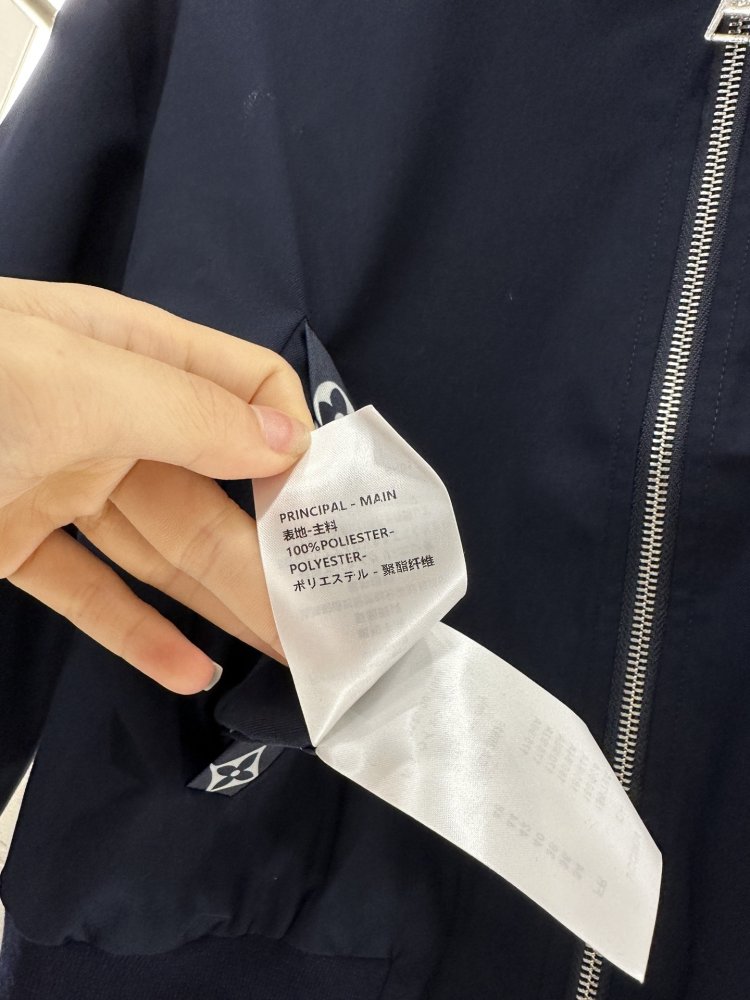 PRINCIPAL - MAIN
表地-主料
100%POLIESTER-
POLYESTER-
ポリエステル - 聚酯纤维